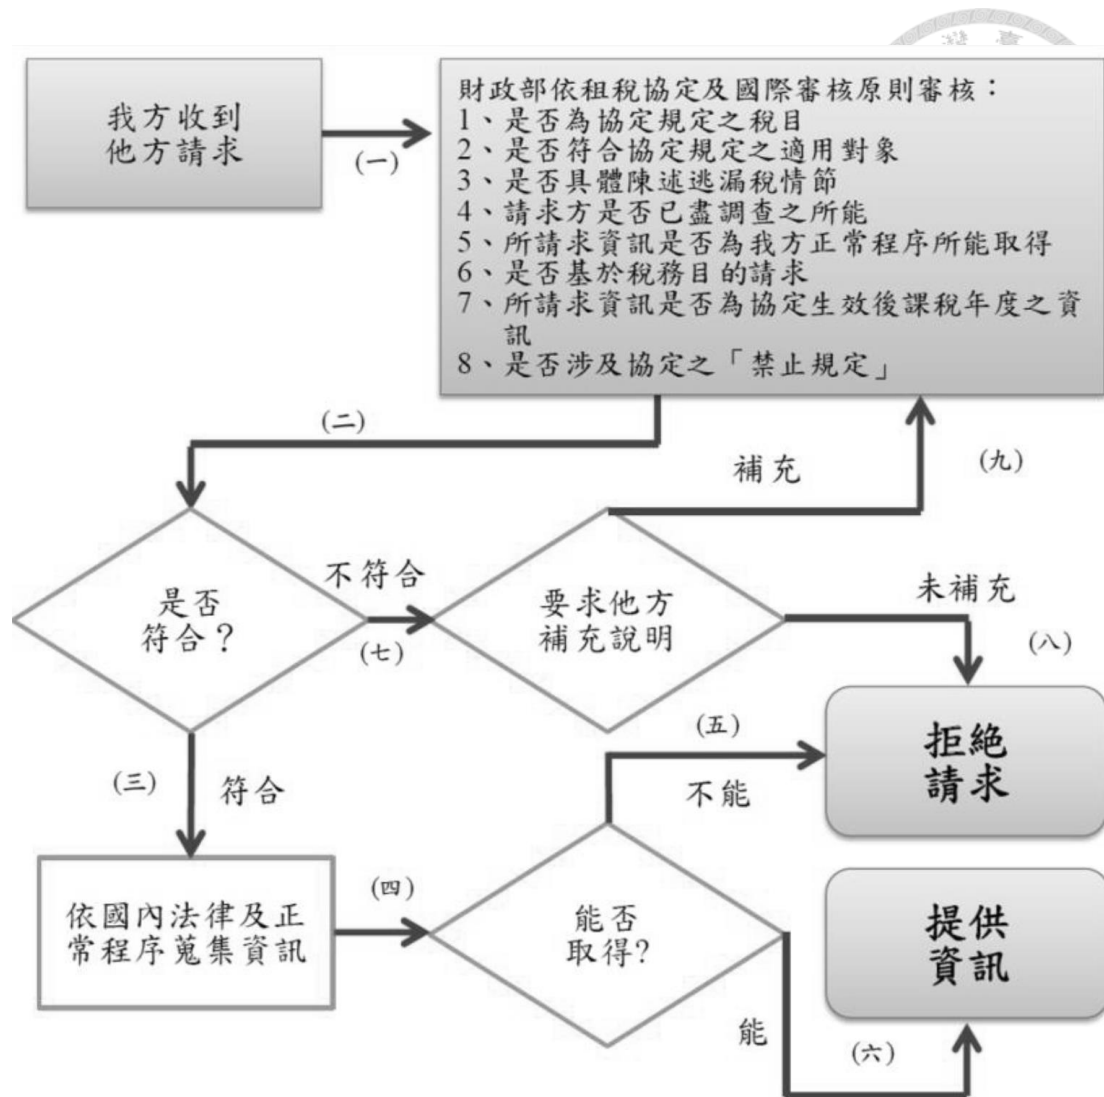 我方收到
他方請求
(一)
財政部依租稅協定及國際審核原則審核：
1、是否為協定規定之稅目
2、是否符合協定規定之適用對象
3、是否具體陳述逃漏稅情節
4、請求方是否已盡調查之所能
5、所請求資訊是否為我方正常程序所能取得
6、是否基於稅務目的請求
7、所請求資訊是否為協定生效後課稅年度之資
訊
8、是否涉及協定之「禁止規定」
(二)
補充
(九)
是否
符合？
不符合
(七)
要求他方
補充說明
未補充
(八)
拒絕
請求
(三)
符合
(五)
不能
依國內法律及正
常程序蒐集資訊
(四)
能否
取得?
能
(六)
提供
資訊